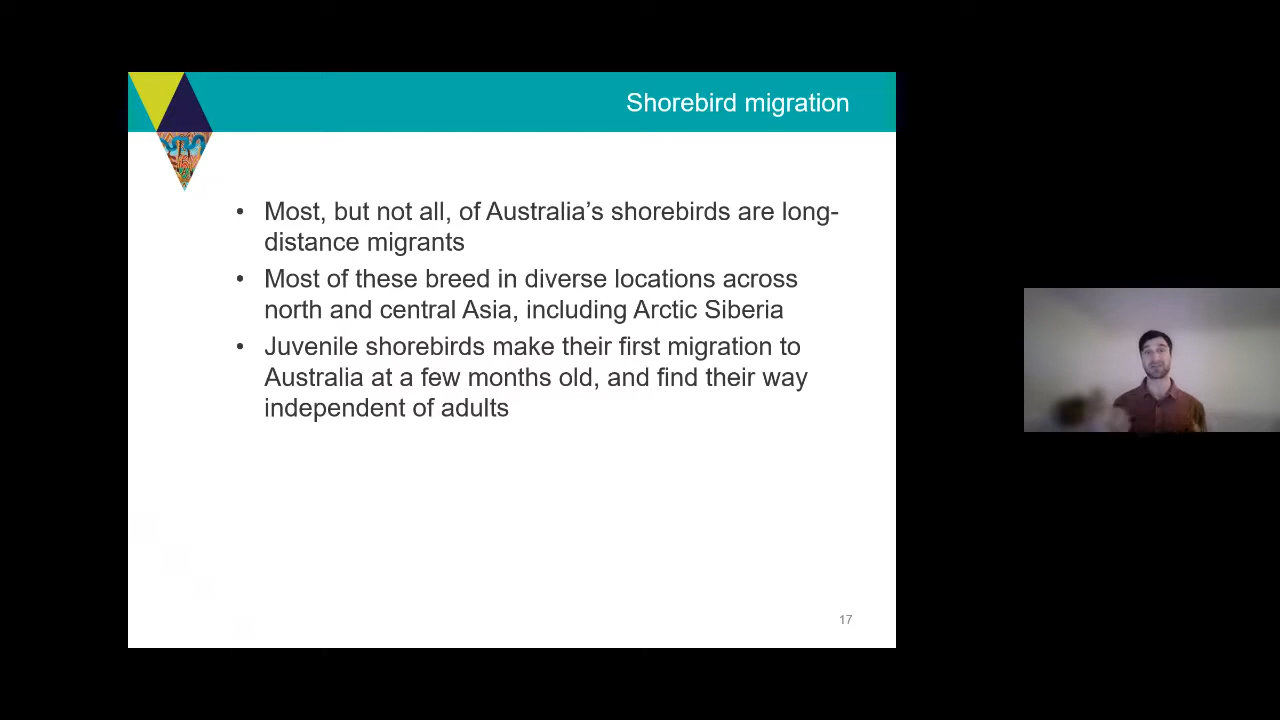 Shorebird migration
• Most, but not all, of Australia’s shorebirds are long-
distance migrants
• Most of these breed in diverse locations across
north and central Asia, including Arctic Siberia
• Juvenile shorebirds make their first migration to
Australia at a few months old, and find their way
independent of adults
17